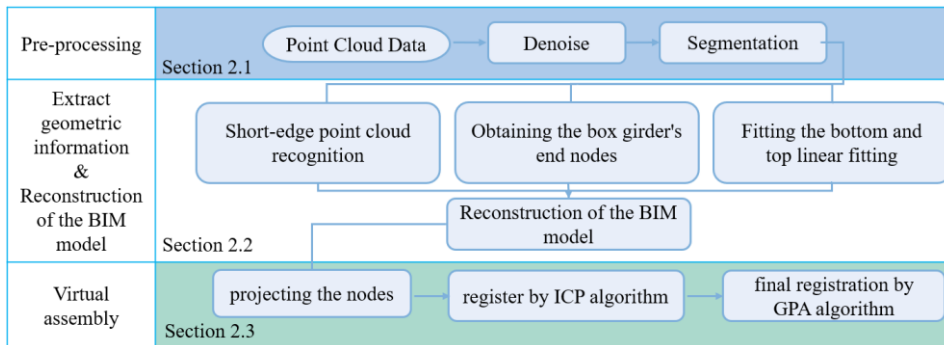 Pre-processing
Point Cloud Data
Denoise
Segmentation
Section 2.1
Extract
geometric
information
&
Reconstruction
of the BIM
model
Short-edge point cloud
recognition
Obtaining the box girder's
end nodes
Fitting the bottom and
top linear fitting
Reconstruction of the BIM
model
Section 2.2
Virtual
assembly
projecting the nodes
register by ICP algorithm
final registration by
GPA algorithm
Section 2.3